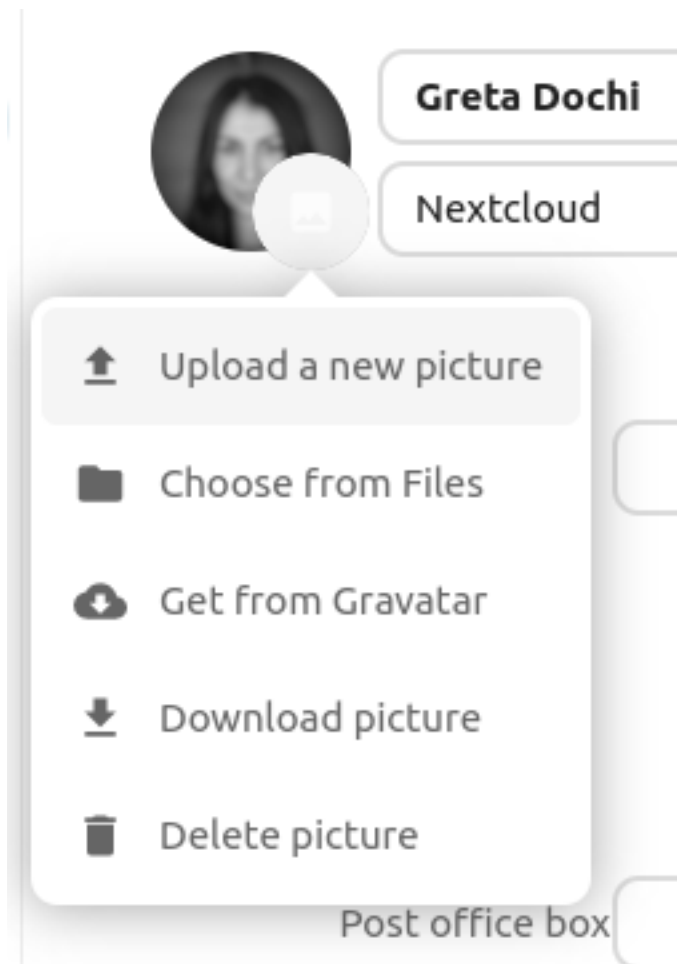 Greta Dochi
Nextcloud
Upload a new picture
Choose from Files
Get from Gravatar
Download picture
Delete picture
Post office box